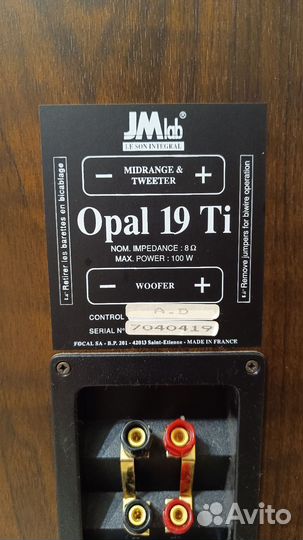 JMlab®
LE SON INTEGRAL
− MIDRANGE & TWEETER +
Opal 19 Ti
NOM. IMPEDANCE : 8 Ω
MAX. POWER : 100 W
− WOOFER +
CONTROL A.D
SERIAL N° 7040419
FOCAL SA - B.P. 201 - 42013 Saint-Etienne - MADE IN FRANCE
Retirer les barettes en bicablage
Remove jumpers for biwire operation
Avito